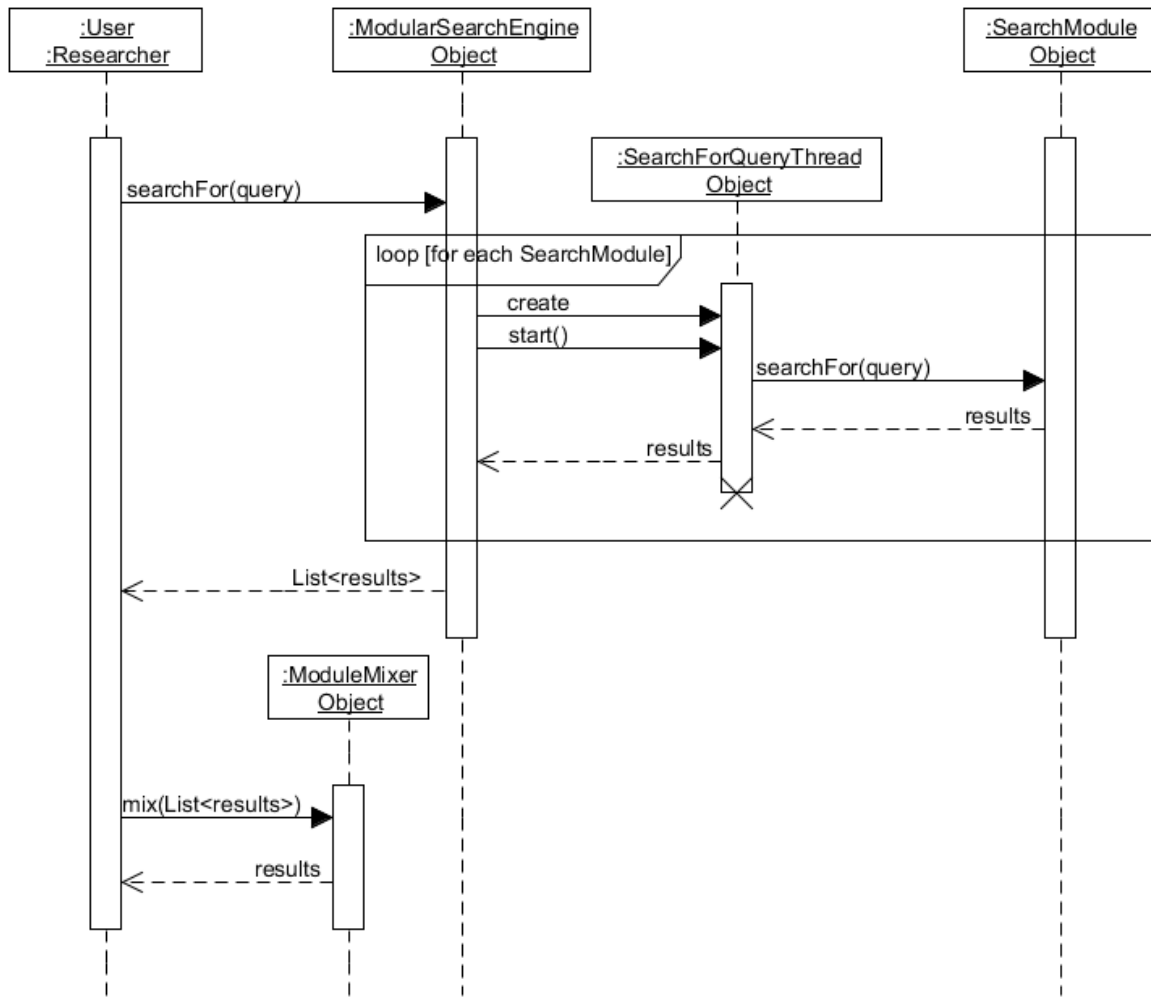 :User
:Researcher
:ModularSearchEngine
Object
:SearchModule
Object
:SearchForQueryThread
Object
searchFor(query)
loop [for each SearchModule]
create
start()
searchFor(query)
results
results
List<results>
:ModuleMixer
Object
mix(List<results>)
results